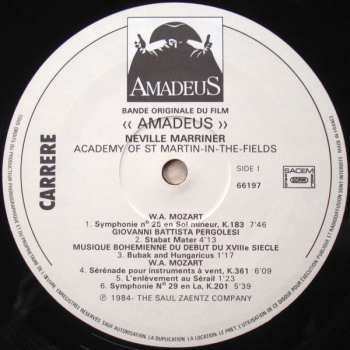 AMADEUS
BANDE ORIGINALE DU FILM
« AMADEUS »
NEVILLE MARRINER
ACADEMY OF ST MARTIN-IN-THE-FIELDS
CARRERE
SIDE 1
66197
SACEM
W.A. MOZART
1. Symphonie n° 25 en Sol mineur, K.183 7'46
GIOVANNI BATTISTA PERGOLESI
2. Stabat Mater 4'13
MUSIQUE BOHEMIENNE DU DEBUT DU XVIIIe SIECLE
3. Bubak and Hungaricus 1'17
W.A. MOZART
4. Sérénade pour instruments à vent, K.361 6'09
5. L'enlèvement au Sérail 1'23
6. Symphonie N° 29 en La, K.201 5'39
℗ 1984- THE SAUL ZAENTZ COMPANY